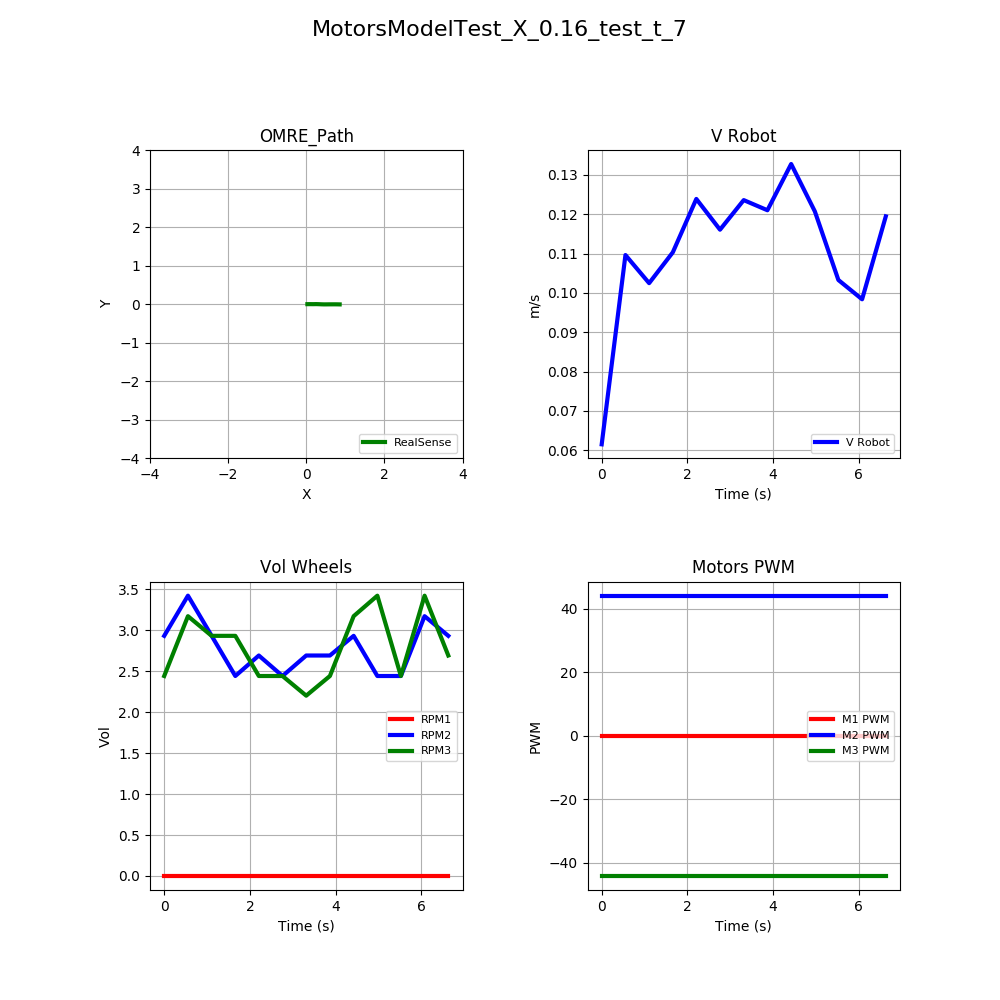 MotorsModelTest_X_0.16_test_t_7
OMRE_Path
4
3
2
1
0
−1
−2
−3
−4
Y
−4 −2 0 2 4
X
RealSense
V Robot
0.13
0.12
0.11
0.10
0.09
0.08
0.07
0.06
m/s
0 2 4 6
Time (s)
V Robot
Vol Wheels
3.5
3.0
2.5
2.0
1.5
1.0
0.5
0.0
Vol
0 2 4 6
Time (s)
RPM1
RPM2
RPM3
Motors PWM
40
20
0
−20
−40
PWM
0 2 4 6
Time (s)
M1 PWM
M2 PWM
M3 PWM